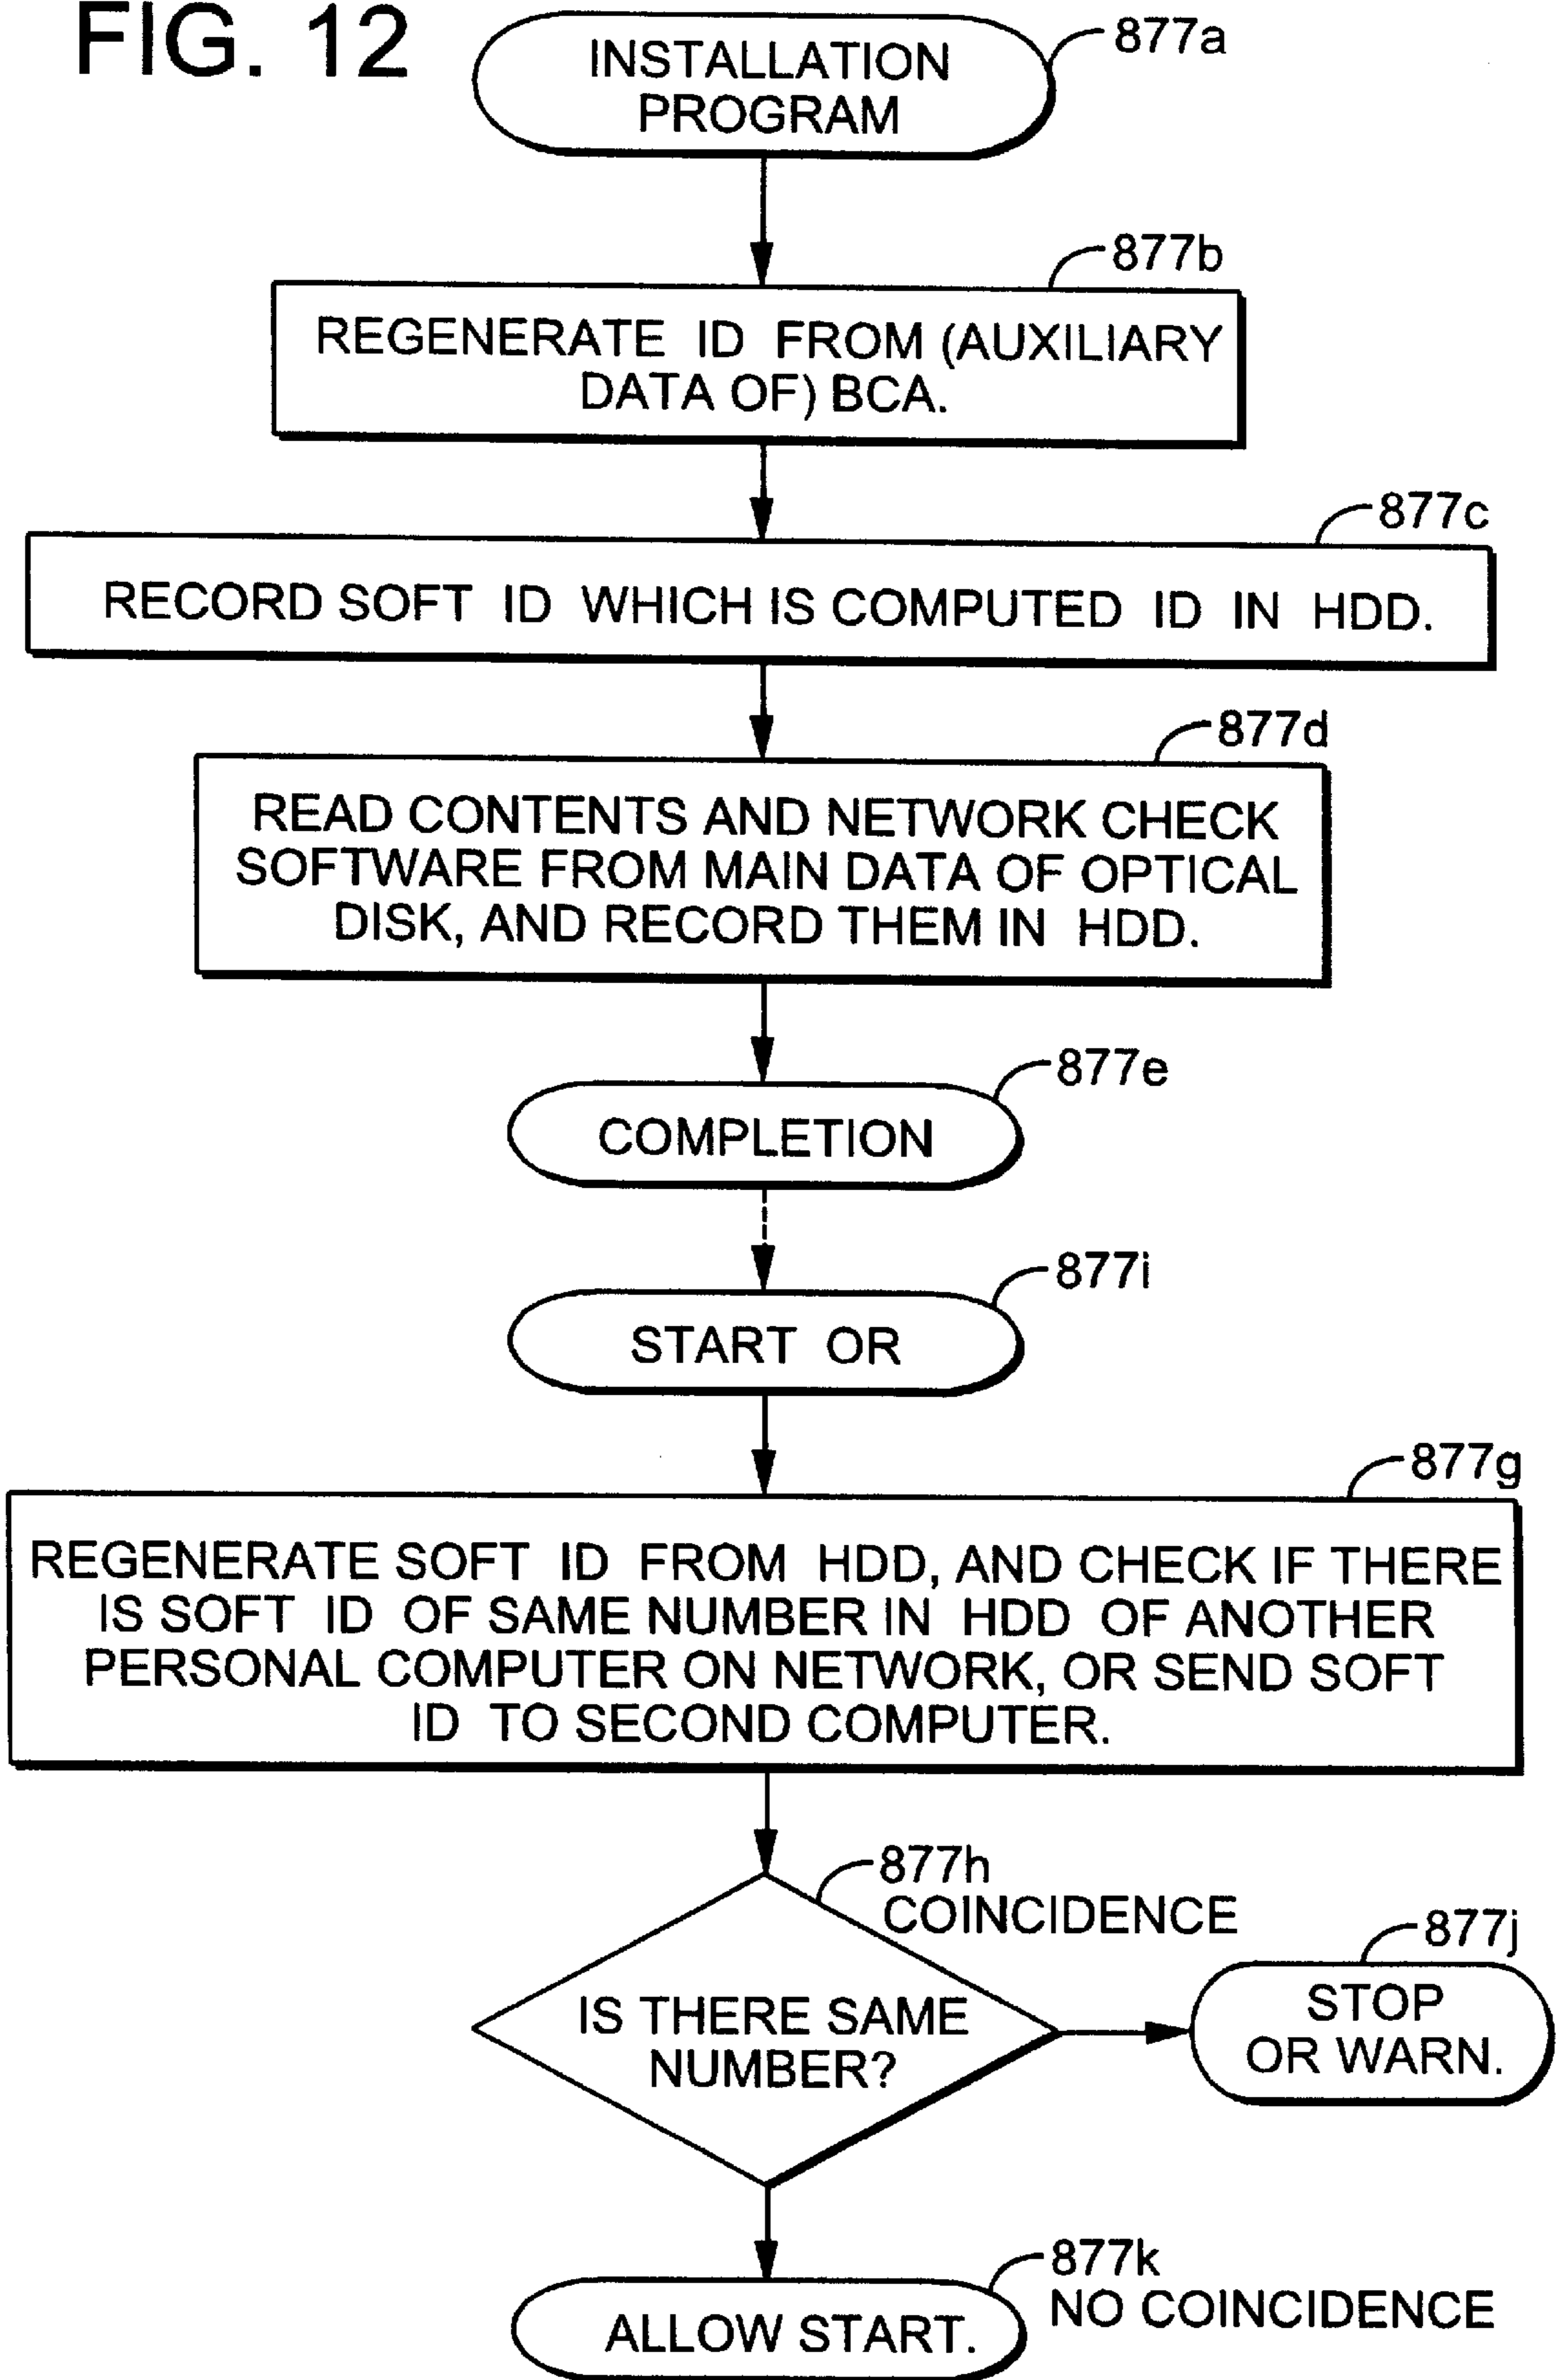 FIG. 12
877a
INSTALLATION
PROGRAM
877b
REGENERATE ID FROM (AUXILIARY
DATA OF) BCA.
877c
RECORD SOFT ID WHICH IS COMPUTED ID IN HDD.
877d
READ CONTENTS AND NETWORK CHECK
SOFTWARE FROM MAIN DATA OF OPTICAL
DISK, AND RECORD THEM IN HDD.
877e
COMPLETION
877i
START OR
877g
REGENERATE SOFT ID FROM HDD, AND CHECK IF THERE
IS SOFT ID OF SAME NUMBER IN HDD OF ANOTHER
PERSONAL COMPUTER ON NETWORK, OR SEND SOFT
ID TO SECOND COMPUTER.
877h
COINCIDENCE
IS THERE SAME
NUMBER?
877j
STOP
OR WARN.
877k
NO COINCIDENCE
ALLOW START.